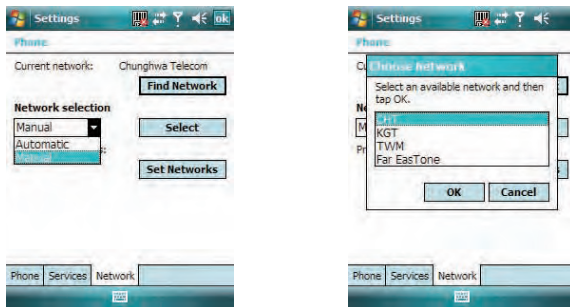 Settings
ok
Phone
Current network: Chunghwa Telecom
Find Network
Network selection
Manual
Select
Automatic
Manual
Set Networks
Phone Services Network
Settings
Phone
Choose Network
Select an available network and then
tap OK.
CHT
KGT
TWM
Far EasTone
OK Cancel
Phone Services Network